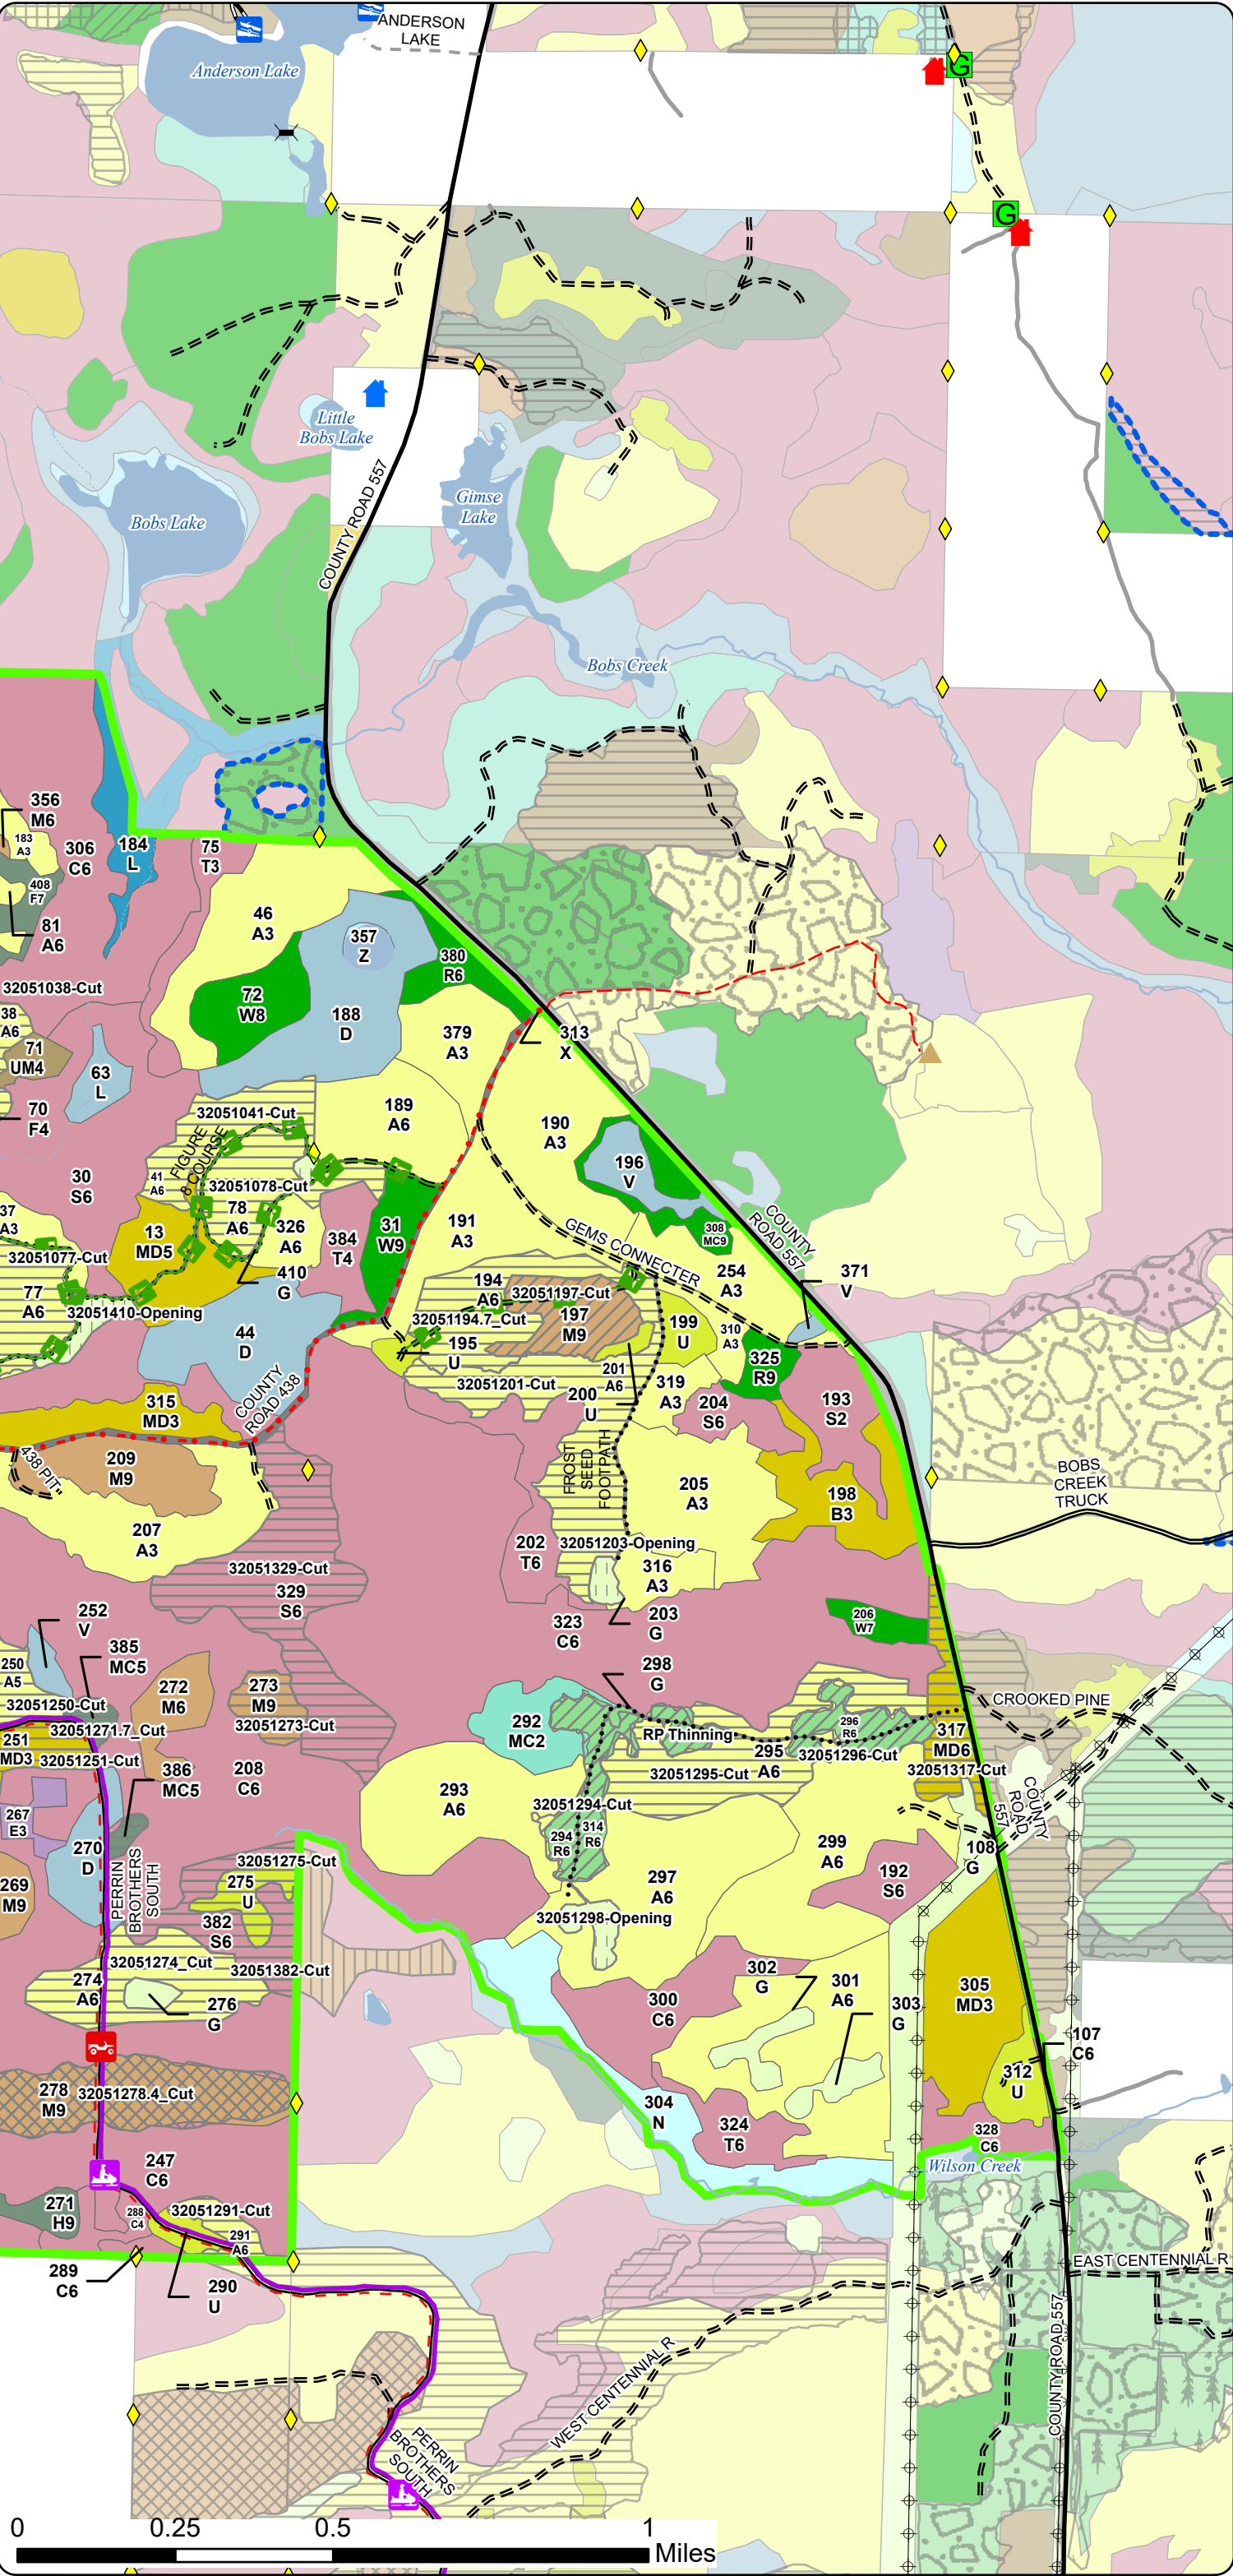 ANDERSON
LAKE
Anderson Lake
G
G
Little
Bobs Lake
Gimse
Lake
Bobs Lake
COUNTY ROAD 557
Bobs Creek
356
M6
183
A3
306
C6
184
L
75
T3
408
F7
81
A6
46
A3
357
Z
380
R6
32051038-Cut
72
W8
188
D
38
A6
71
UM4
379
A3
313
X
63
L
70
F4
32051041-Cut
189
A6
190
A3
FIGURE
8 COURSE
196
V
30
S6
41
A6
32051078-Cut
37
A3
78
A6
326
A6
31
W9
191
A3
308
MC9
COUNTY
ROAD 557
13
MD5
384
T4
GEMS CONNECTER
32051077-Cut
410
G
254
A3
371
V
77
A6
194
A6
32051197-Cut
32051410-Opening
32051194.7_Cut
197
M9
199
U
310
A3
44
D
195
U
325
R9
32051201-Cut
201
A6
200
U
319
A3
204
S6
193
S2
315
MD3
COUNTY
ROAD 438
438 PIT
209
M9
FROST
SEED
FOOTPATH
205
A3
198
B3
BOBS
CREEK
TRUCK
207
A3
202
T6
32051203-Opening
32051329-Cut
329
S6
316
A3
252
V
323
C6
203
G
206
W7
385
MC5
250
A5
272
M6
273
M9
298
G
32051250-Cut
CROOKED PINE
32051271.7_Cut
32051273-Cut
292
MC2
RP Thinning
296
R6
317
MD6
251
MD3
32051251-Cut
295
A6
32051296-Cut
386
MC5
208
C6
32051295-Cut
32051317-Cut
293
A6
32051294-Cut
COUNTY
ROAD
557
267
E3
294
R6
314
R6
299
A6
108
G
270
D
32051275-Cut
192
S6
269
M9
PERRIN
BROTHERS
SOUTH
275
U
297
A6
382
S6
32051298-Opening
32051274_Cut
32051382-Cut
302
G
301
A6
305
MD3
274
A6
276
G
300
C6
303
G
107
C6
312
U
278
M9
32051278.4_Cut
304
N
324
T6
328
C6
Wilson Creek
247
C6
271
H9
288
C4
32051291-Cut
291
A6
289
C6
290
U
EAST CENTENNIAL R
WEST CENTENNIAL R
COUNTY ROAD 557
PERRIN
BROTHERS
SOUTH
0 0.25 0.5 1
Miles